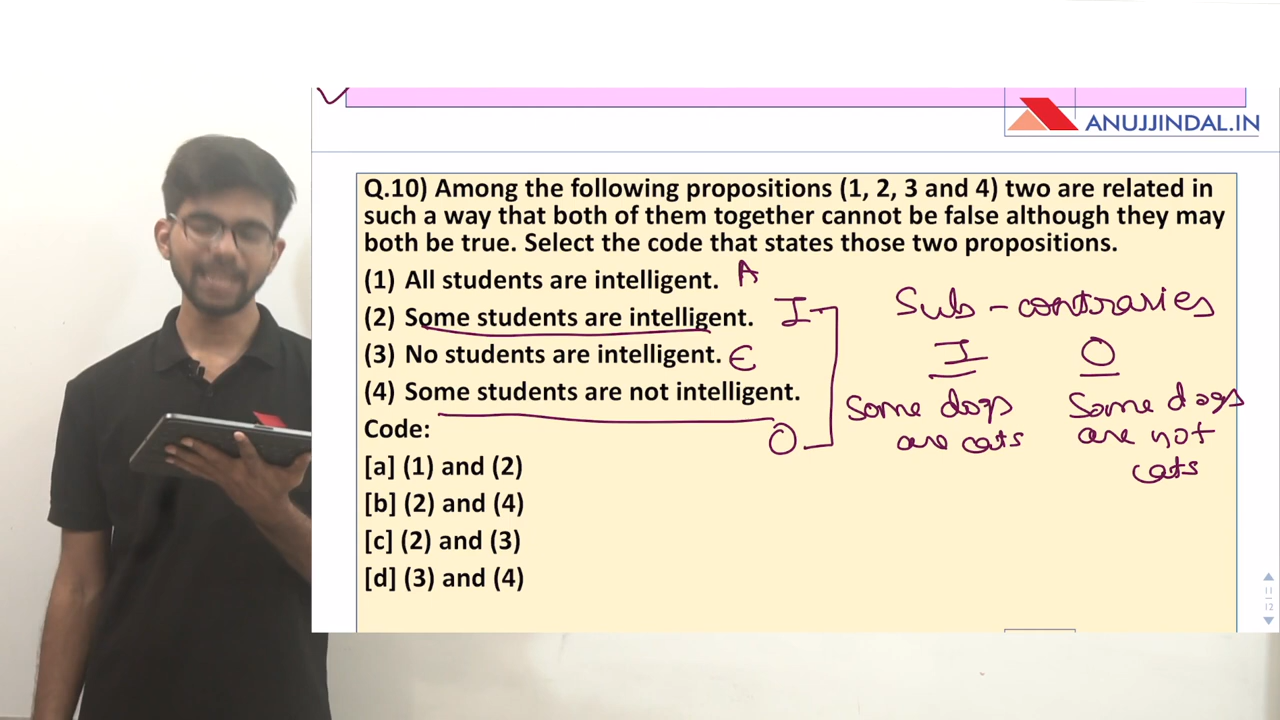 ANUJJINDAL.IN
Q.10) Among the following propositions (1, 2, 3 and 4) two are related in
such a way that both of them together cannot be false although they may
both be true. Select the code that states those two propositions.
(1) All students are intelligent. A
(2) Some students are intelligent. I
(3) No students are intelligent. E
(4) Some students are not intelligent.
O
Code:
[a] (1) and (2)
[b] (2) and (4)
[c] (2) and (3)
[d] (3) and (4)
Sub-contraries
I O
Some dogs
are cats
Some dogs
are not
cats
11
12